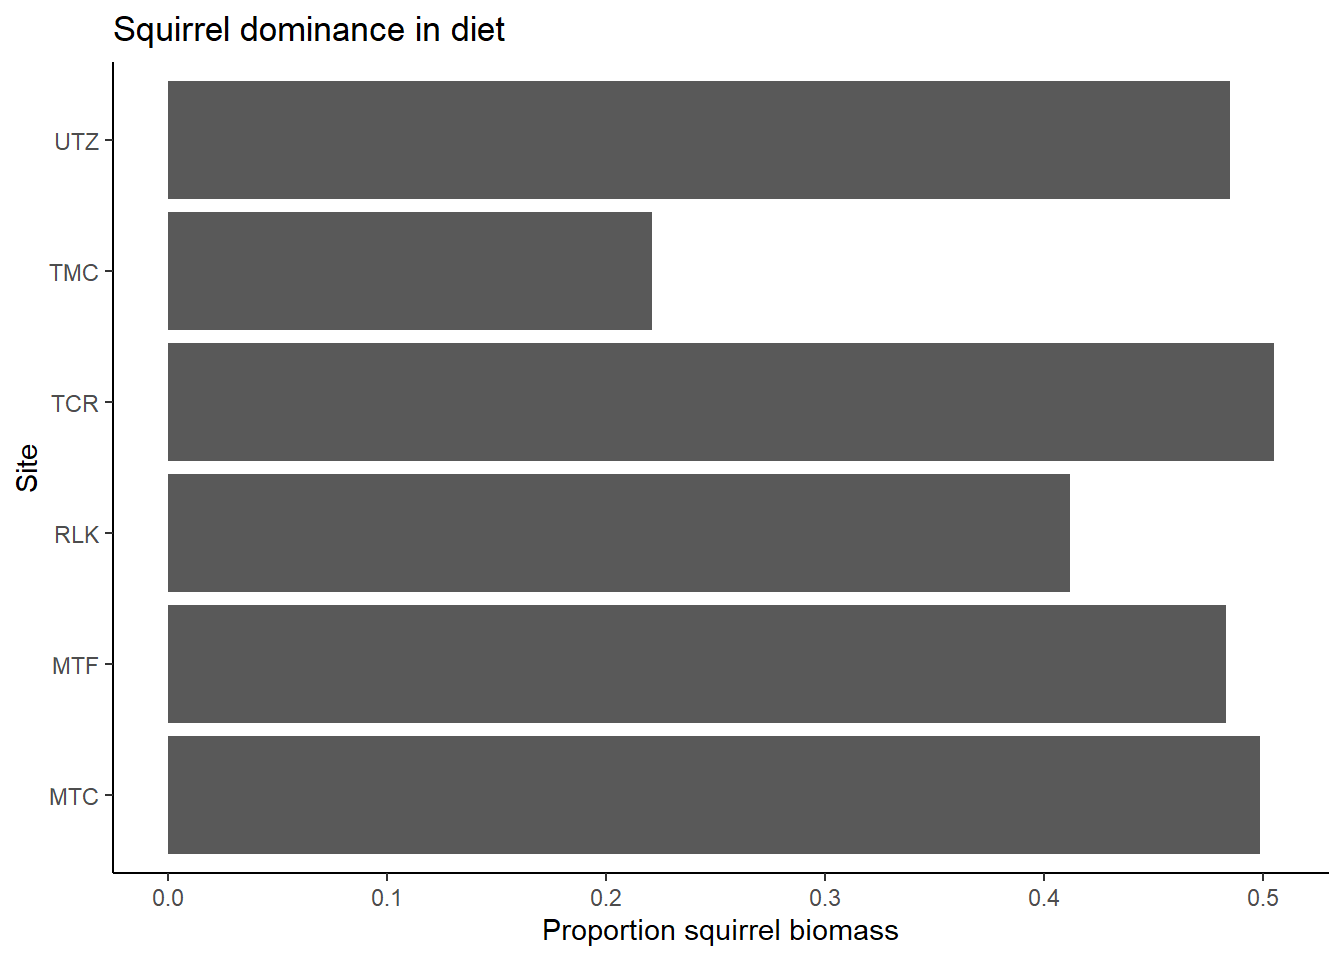 Squirrel dominance in diet
UTZ
TMC
TCR
RLK
MTF
MTC
Site
0.0 0.1 0.2 0.3 0.4 0.5
Proportion squirrel biomass